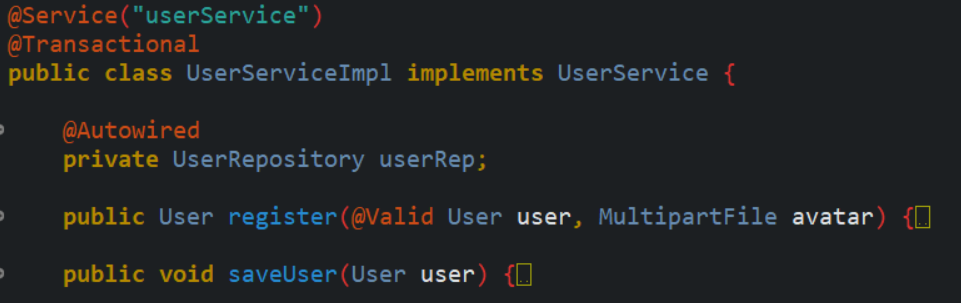 @Service("userService")
@Transactional
public class UserServiceImpl implements UserService {
@Autowired
private UserRepository userRep;
public User register(@Valid User user, MultipartFile avatar) {..
public void saveUser(User user) {..